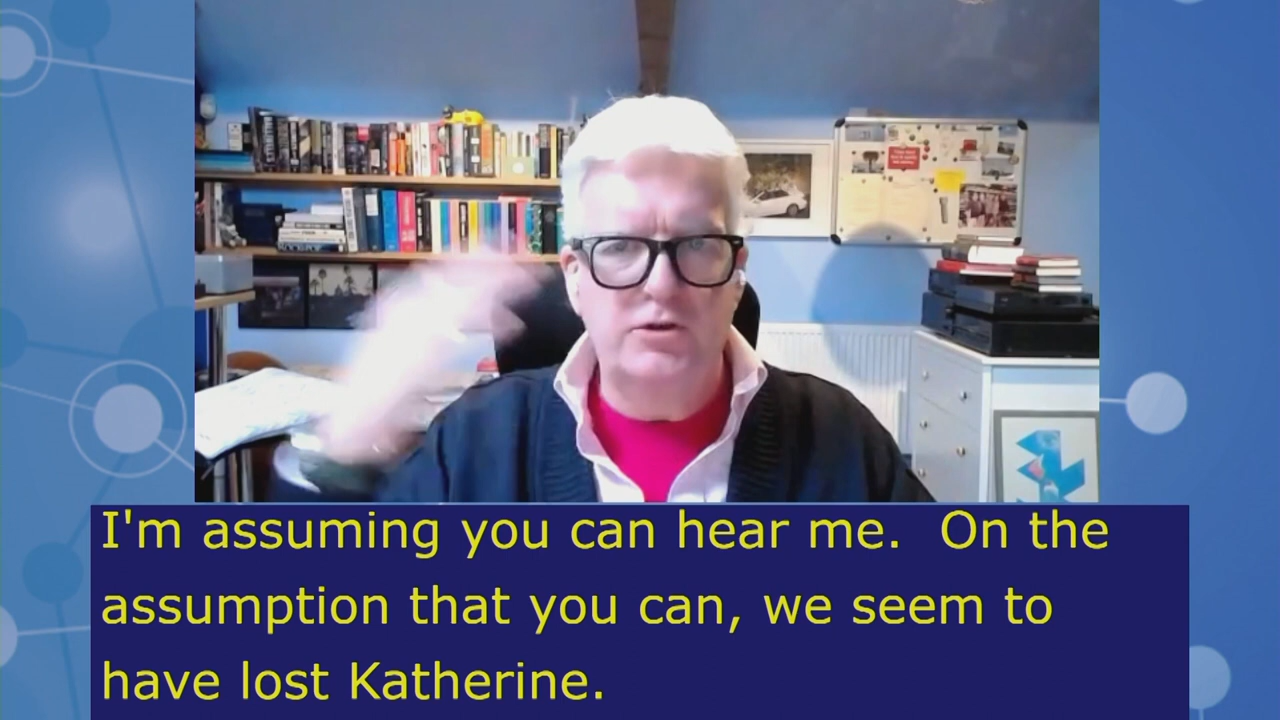 I'm assuming you can hear me.  On the
assumption that you can, we seem to
have lost Katherine.